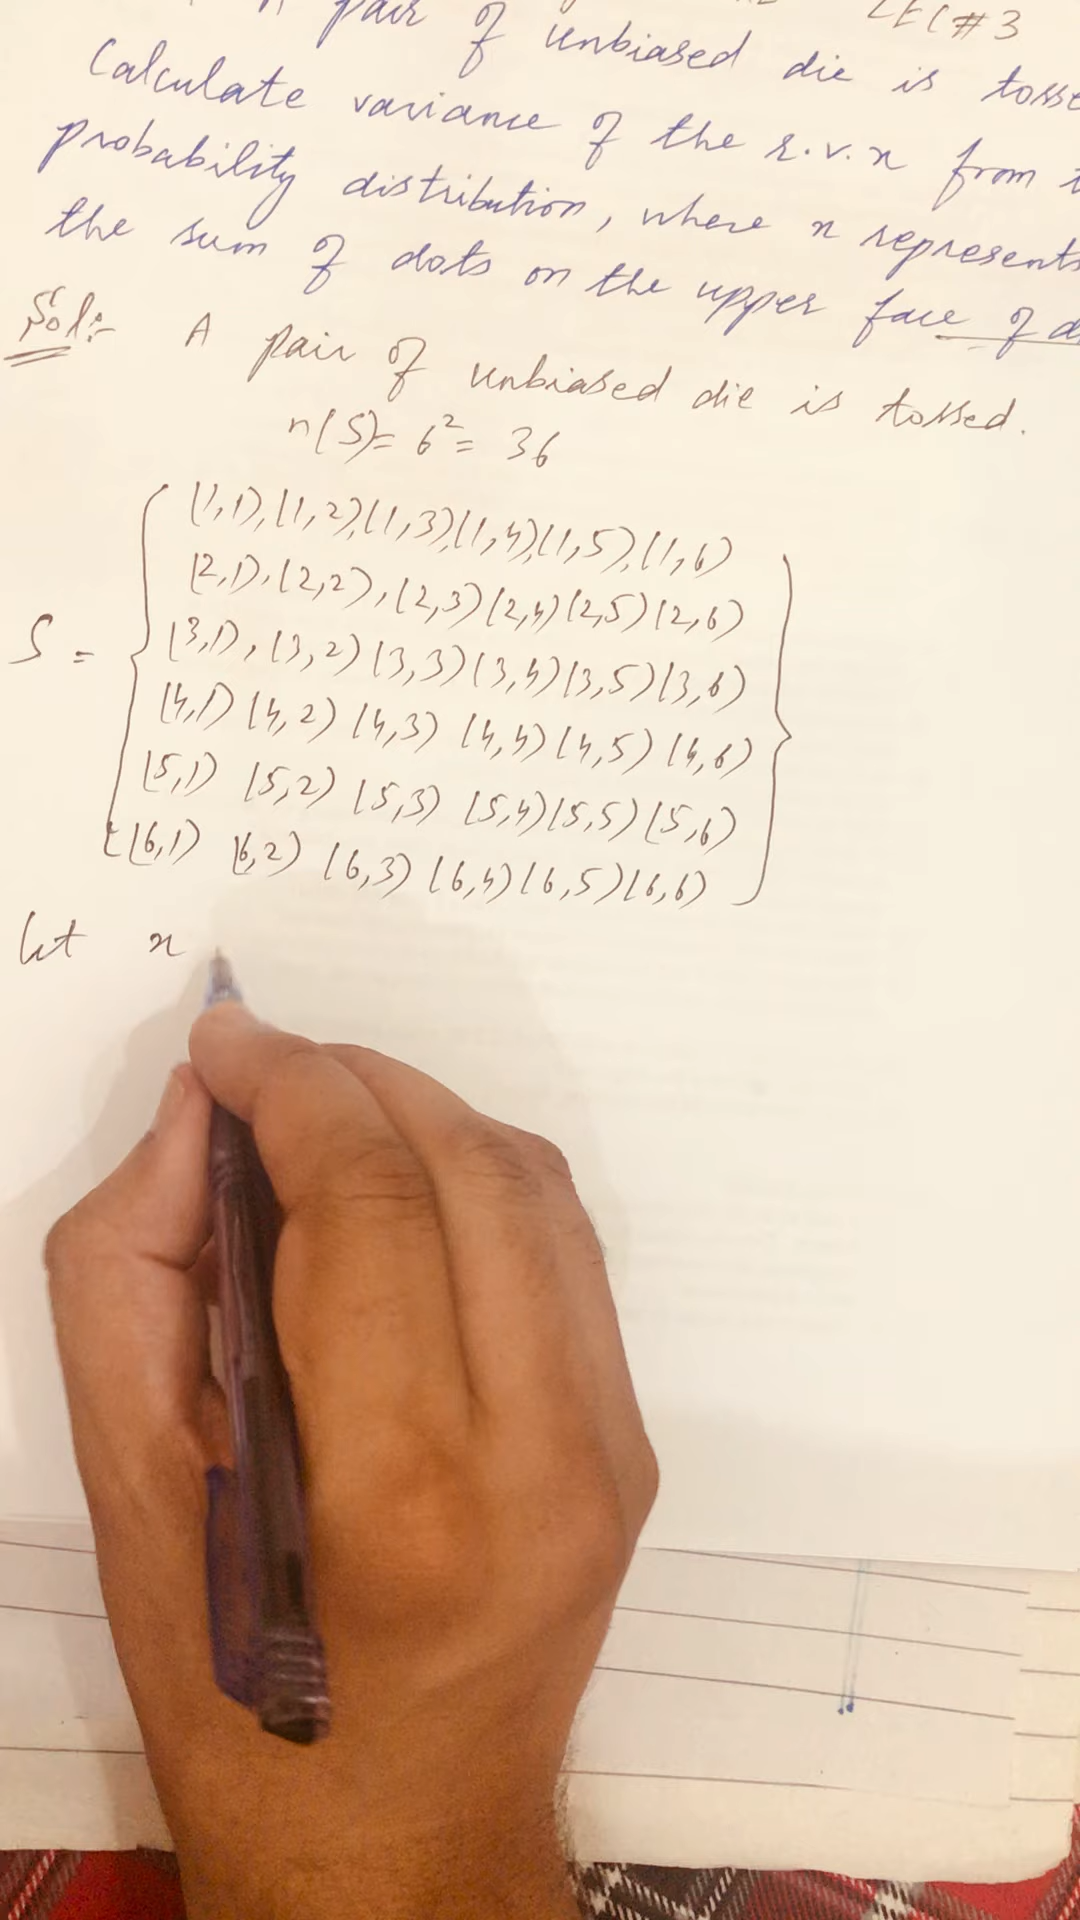 LEC#3
A pair of unbiased die is tosse
Calculate variance of the r.v. x from
probability distribution, where x represents
the sum of dots on the upper face of
Sol:- A pair of unbiased die is tossed.
n(S)= 6²= 36
(1,1),(1,2),(1,3),(1,4),(1,5),(1,6)
(2,1),(2,2),(2,3)(2,4)(2,5)(2,6)
S = (3,1),(3,2)(3,3)(3,4)(3,5)(3,6)
(4,1)(4,2)(4,3)(4,4)(4,5)(4,6)
(5,1)(5,2)(5,3)(5,4)(5,5)(5,6)
(6,1)(6,2)(6,3)(6,4)(6,5)(6,6)
let x